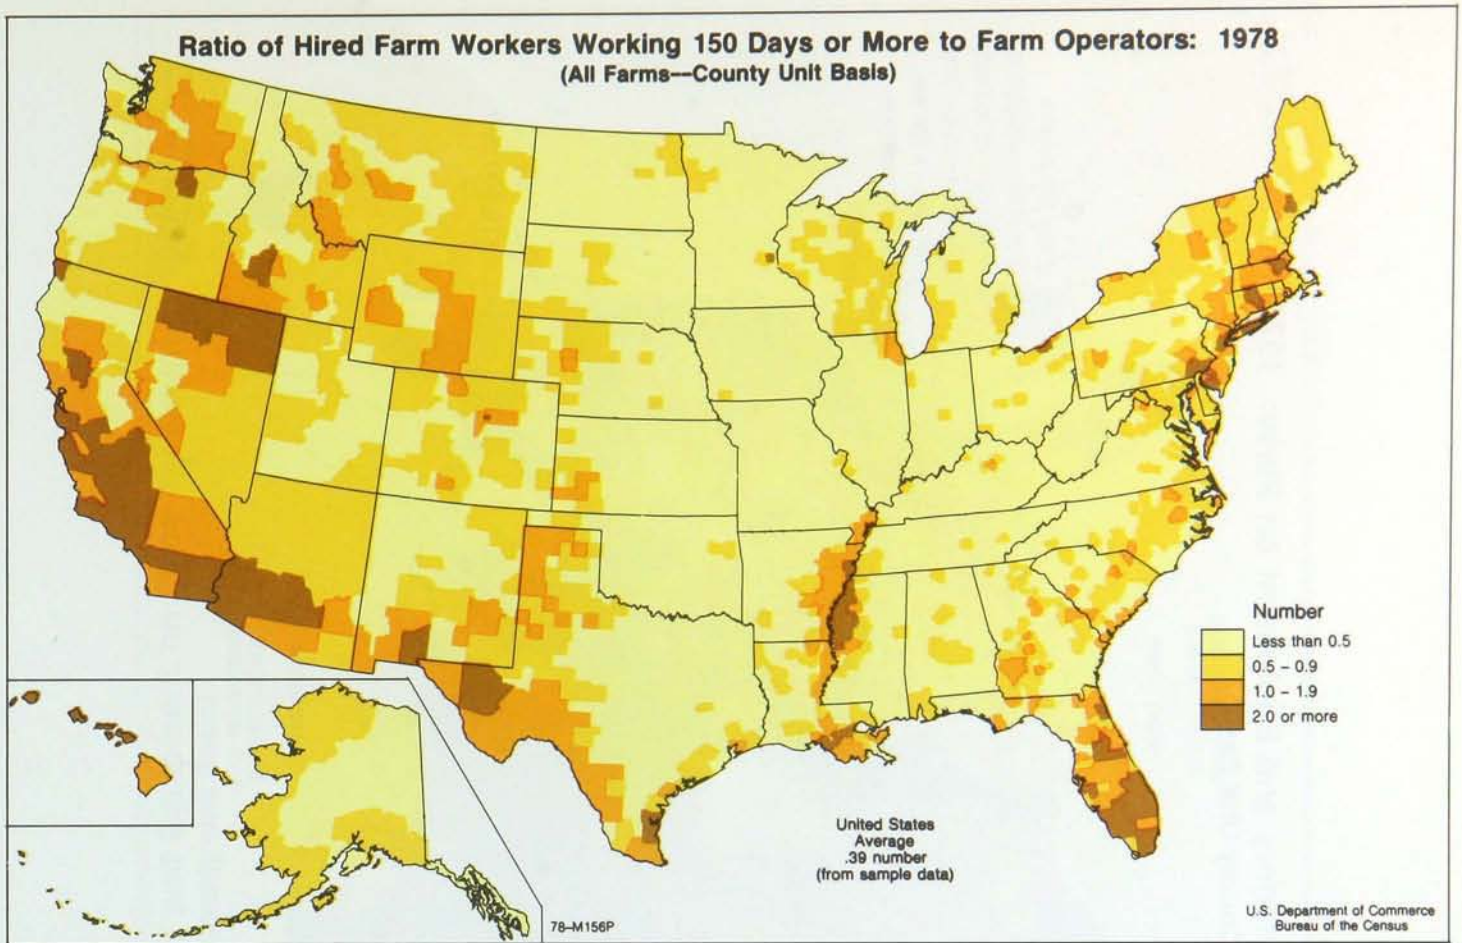 Ratio of Hired Farm Workers Working 150 Days or More to Farm Operators: 1978
(All Farms--County Unit Basis)
Number
Less than 0.5
0.5 - 0.9
1.0 - 1.9
2.0 or more
United States
Average
.39 number
(from sample data)
78-M156P
U.S. Department of Commerce
Bureau of the Census